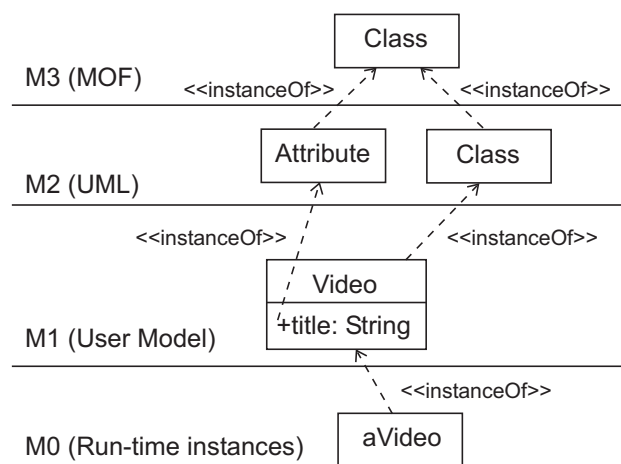 Class
M3 (MOF)
<<instanceOf>>
<<instanceOf>>
Attribute
Class
M2 (UML)
<<instanceOf>>
<<instanceOf>>
Video
+title: String
M1 (User Model)
<<instanceOf>>
M0 (Run-time instances)
aVideo